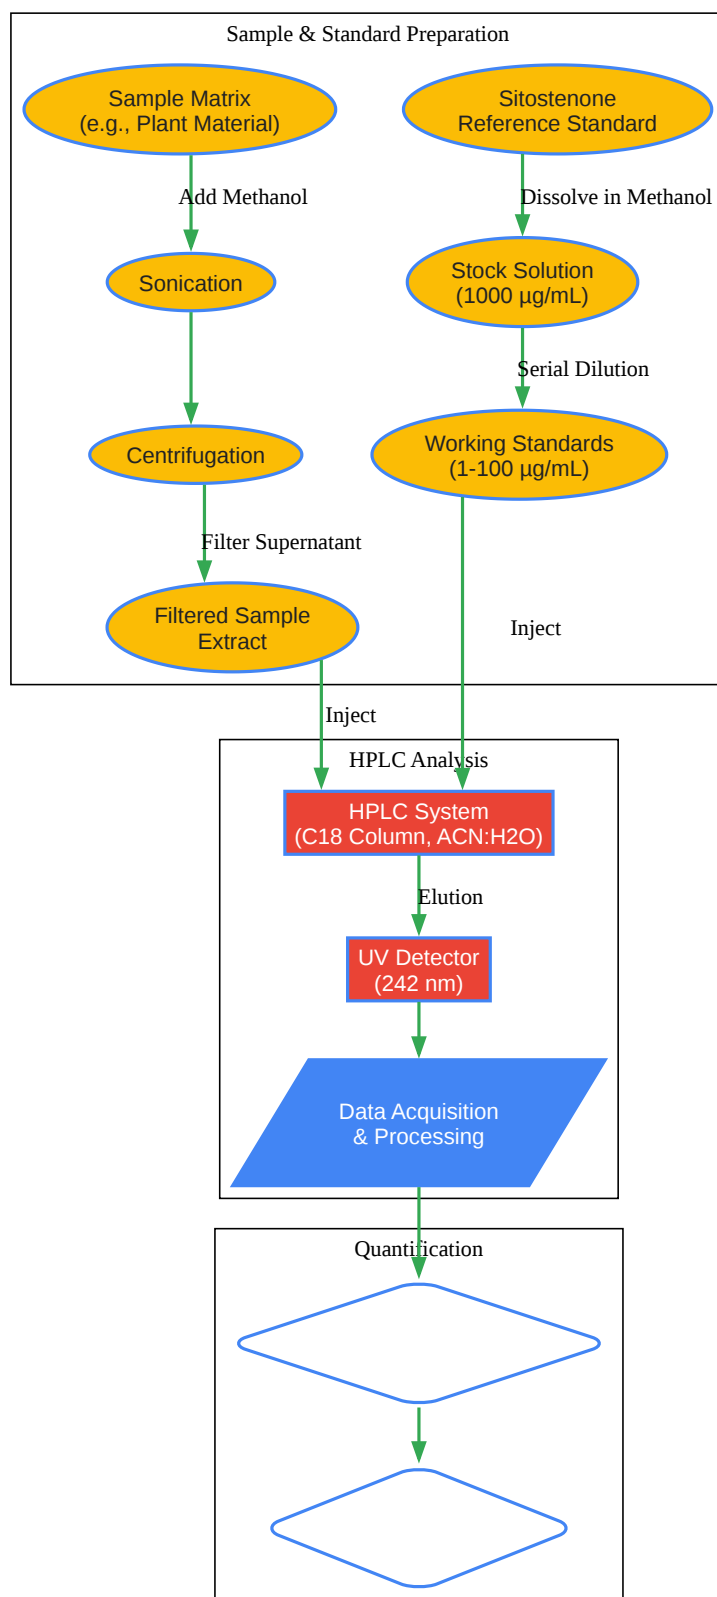 Sample & Standard Preparation
Sample Matrix
(e.g., Plant Material)
Sitostenone
Reference Standard
Add Methanol
Dissolve in Methanol
Sonication
Stock Solution
(1000 µg/mL)
Serial Dilution
Centrifugation
Working Standards
(1-100 µg/mL)
Filter Supernatant
Filtered Sample
Extract
Inject
Inject
HPLC Analysis
HPLC System
(C18 Column, ACN:H2O)
Elution
UV Detector
(242 nm)
Data Acquisition
& Processing
Quantification